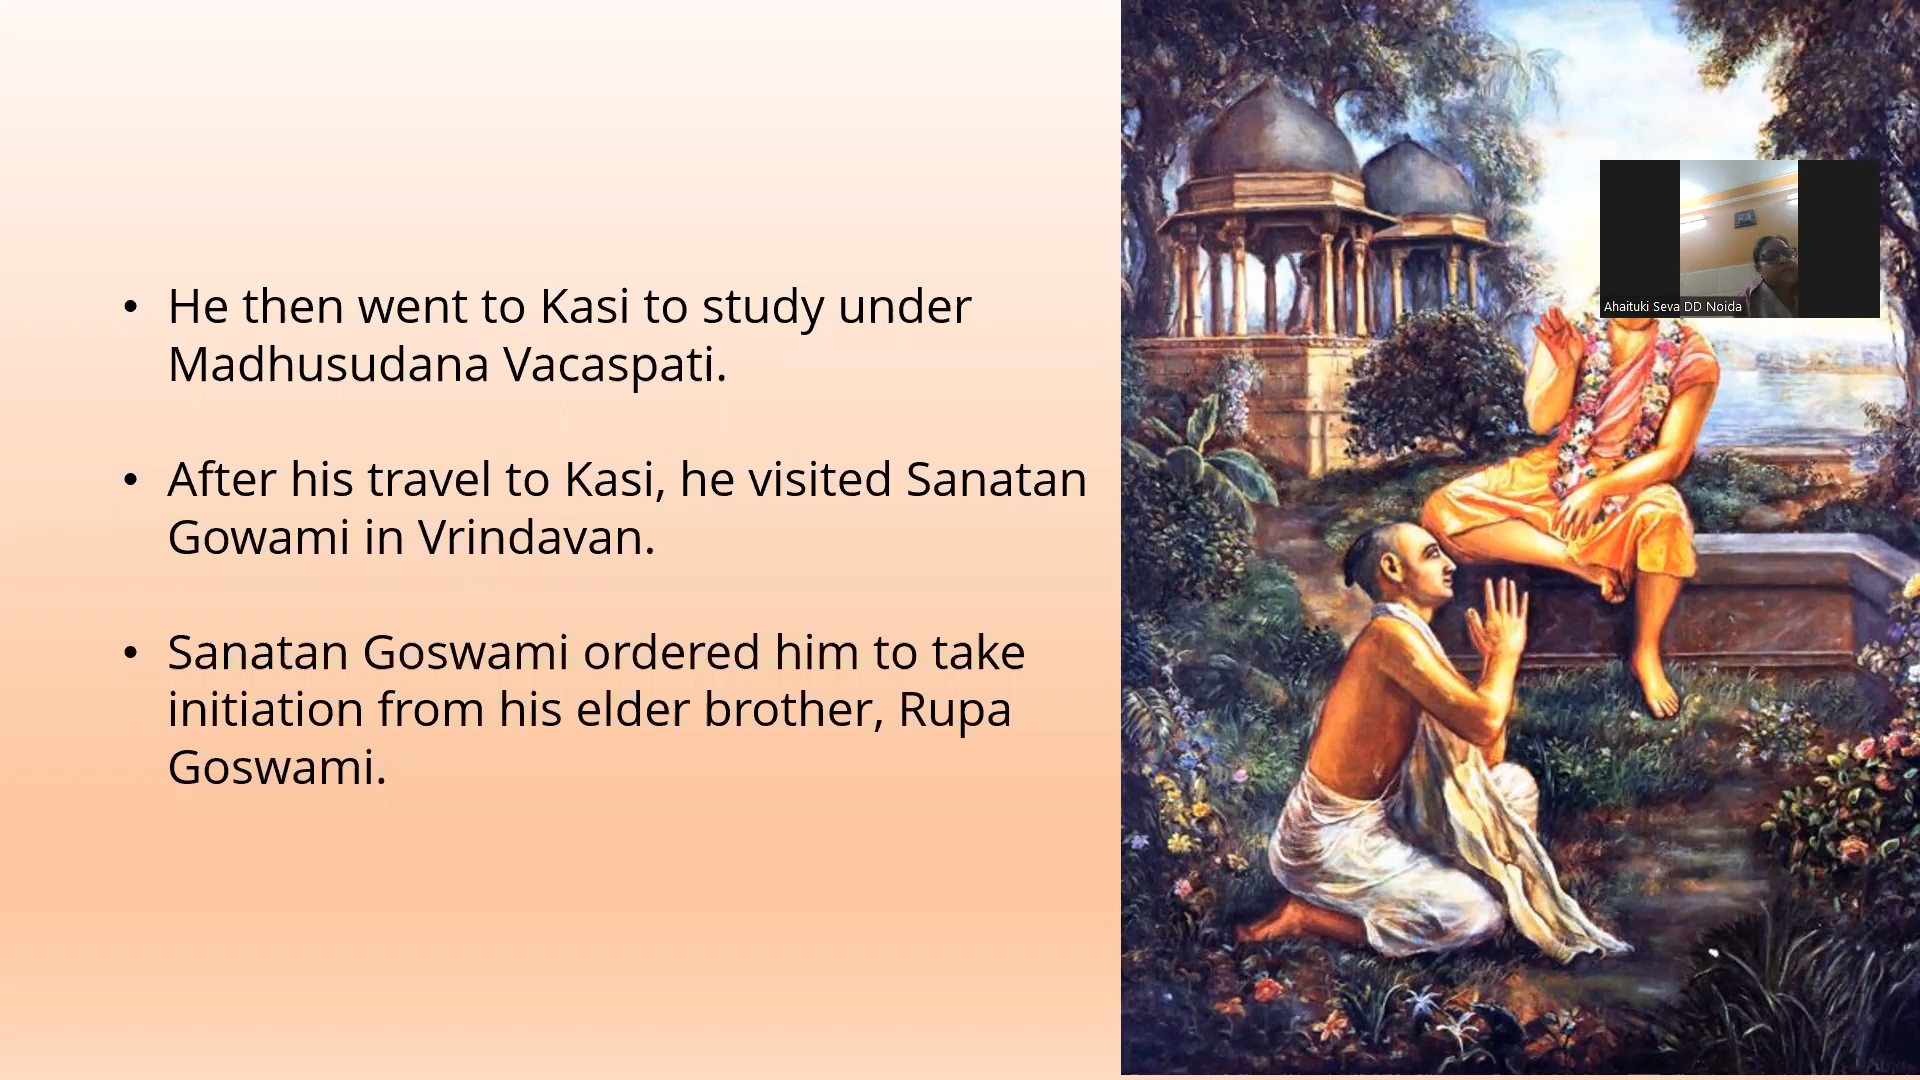 • He then went to Kasi to study under
Madhusudana Vacaspati.
• After his travel to Kasi, he visited Sanatan
Gowami in Vrindavan.
• Sanatan Goswami ordered him to take
initiation from his elder brother, Rupa
Goswami.
Ahaituki Seva DD Noida